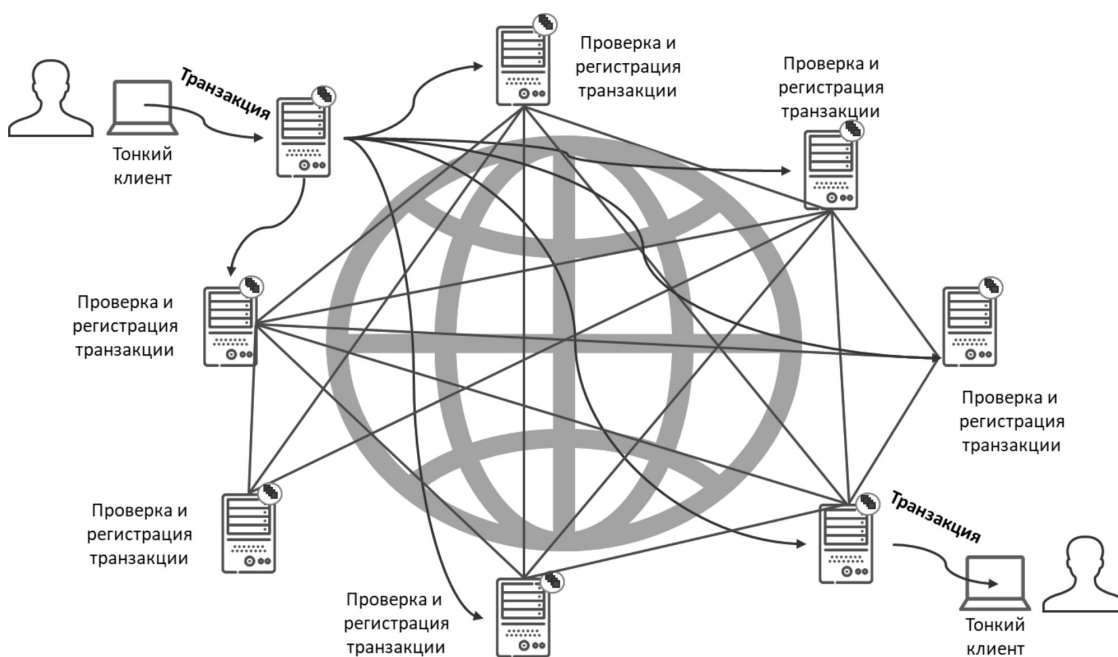 Проверка и
регистрация
транзакции
Проверка и
регистрация
транзакции
Транзакция
Тонкий
клиент
Проверка и
регистрация
транзакции
Проверка и
регистрация
транзакции
Проверка и
регистрация
транзакции
Транзакция
Проверка и
регистрация
транзакции
Тонкий
клиент